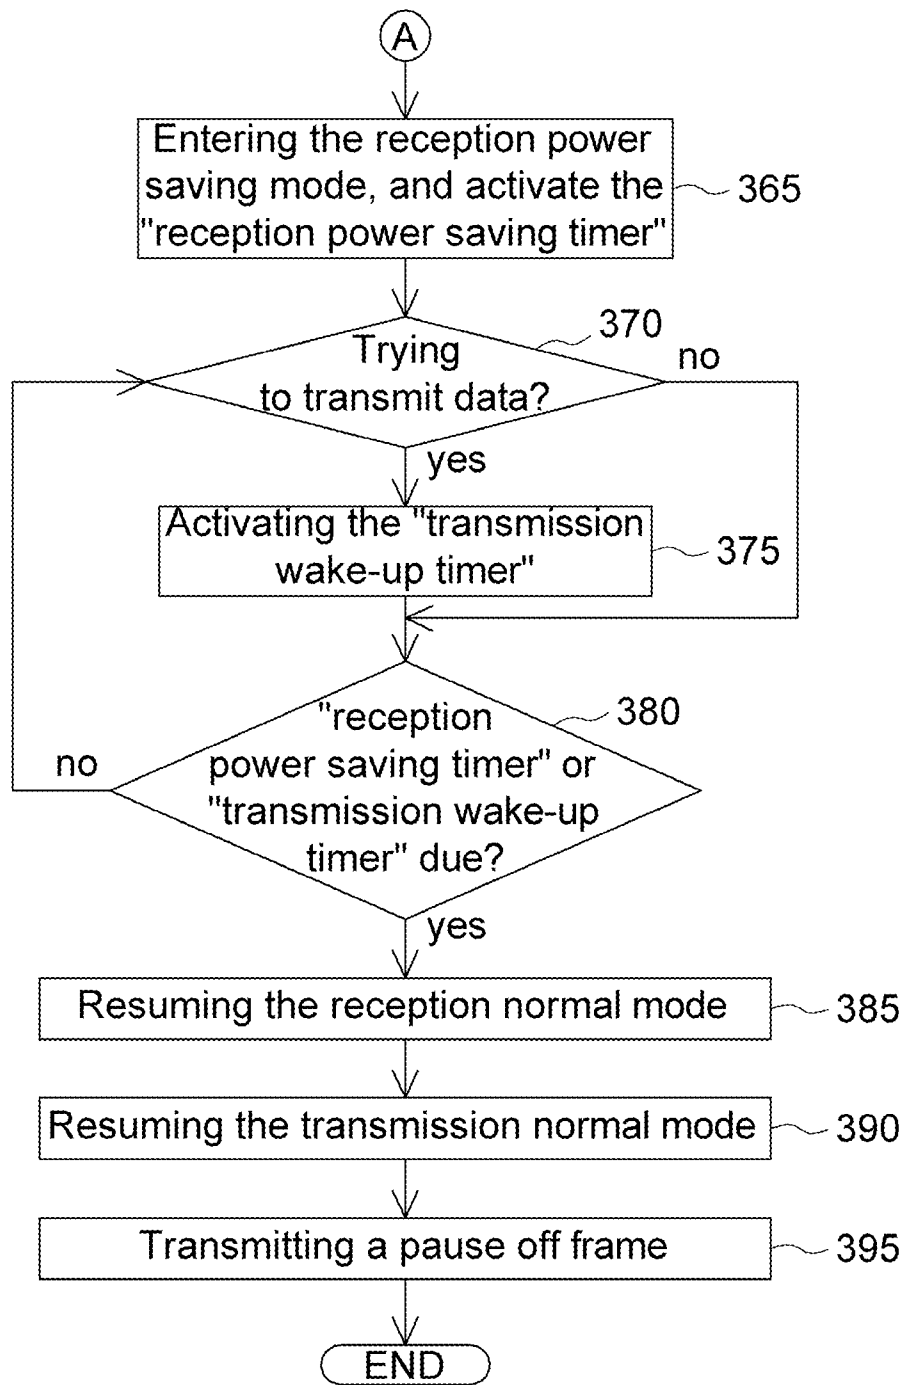 A
Entering the reception power
saving mode, and activate the
"reception power saving timer"
365
370
Trying
to transmit data?
no
yes
Activating the "transmission
wake-up timer"
375
380
"reception
power saving timer" or
"transmission wake-up
timer" due?
no
yes
Resuming the reception normal mode
385
Resuming the transmission normal mode
390
Transmitting a pause off frame
395
END